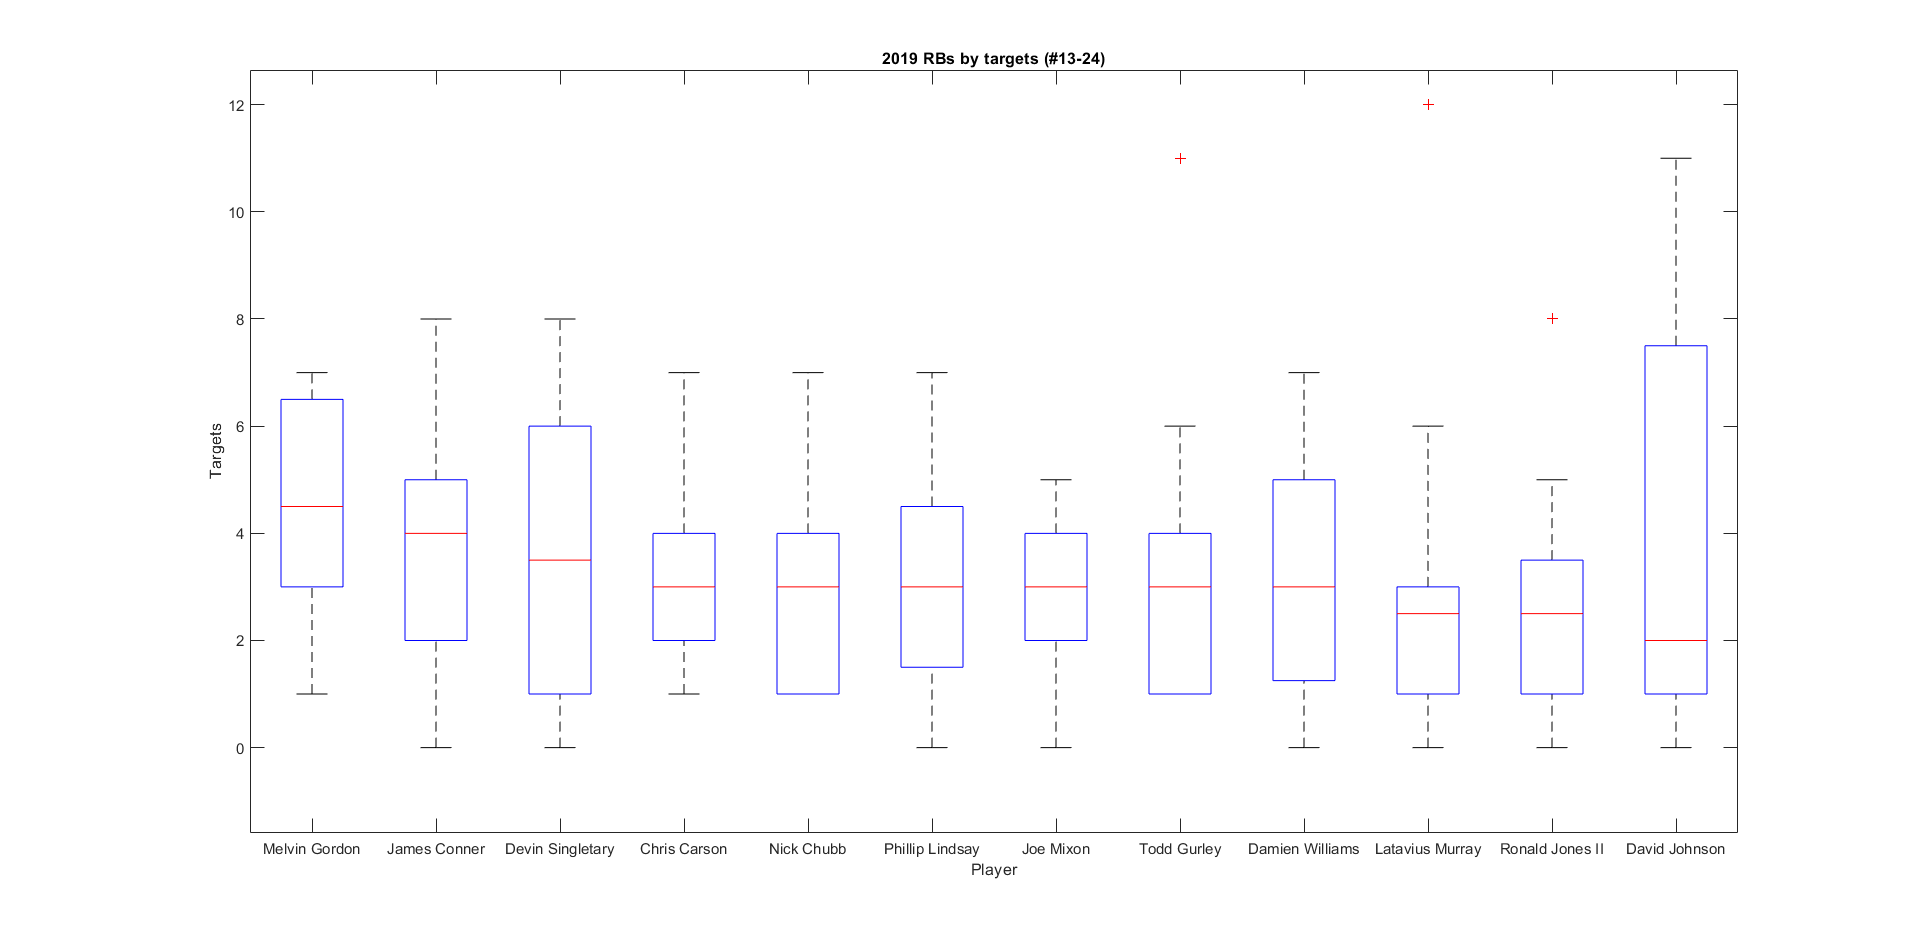 2019 RBs by targets (#13-24)
12
10
8
6
4
2
0
Targets
Melvin Gordon James Conner Devin Singletary Chris Carson Nick Chubb Phillip Lindsay Joe Mixon Todd Gurley Damien Williams Latavius Murray Ronald Jones II David Johnson
Player